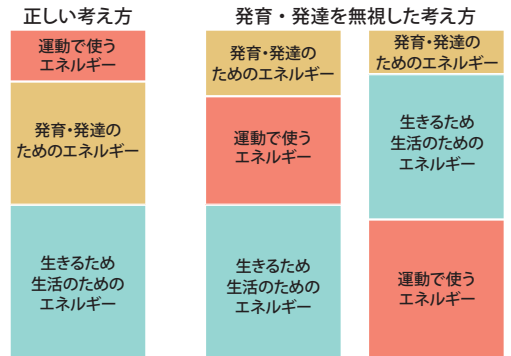 正しい考え方
運動で使う
エネルギー
発育・発達の
ためのエネルギー
生きるため
生活のための
エネルギー
発育・発達を無視した考え方
発育・発達の
ためのエネルギー
運動で使う
エネルギー
生きるため
生活のための
エネルギー
発育・発達の
ためのエネルギー
生きるため
生活のための
エネルギー
運動で使う
エネルギー